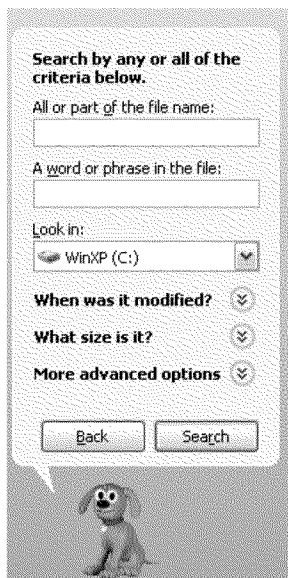 Search by any or all of the
criteria below.
All or part of the file name:
A word or phrase in the file:
Look in:
WinXP (C:)
When was it modified?
What size is it?
More advanced options
Back
Search